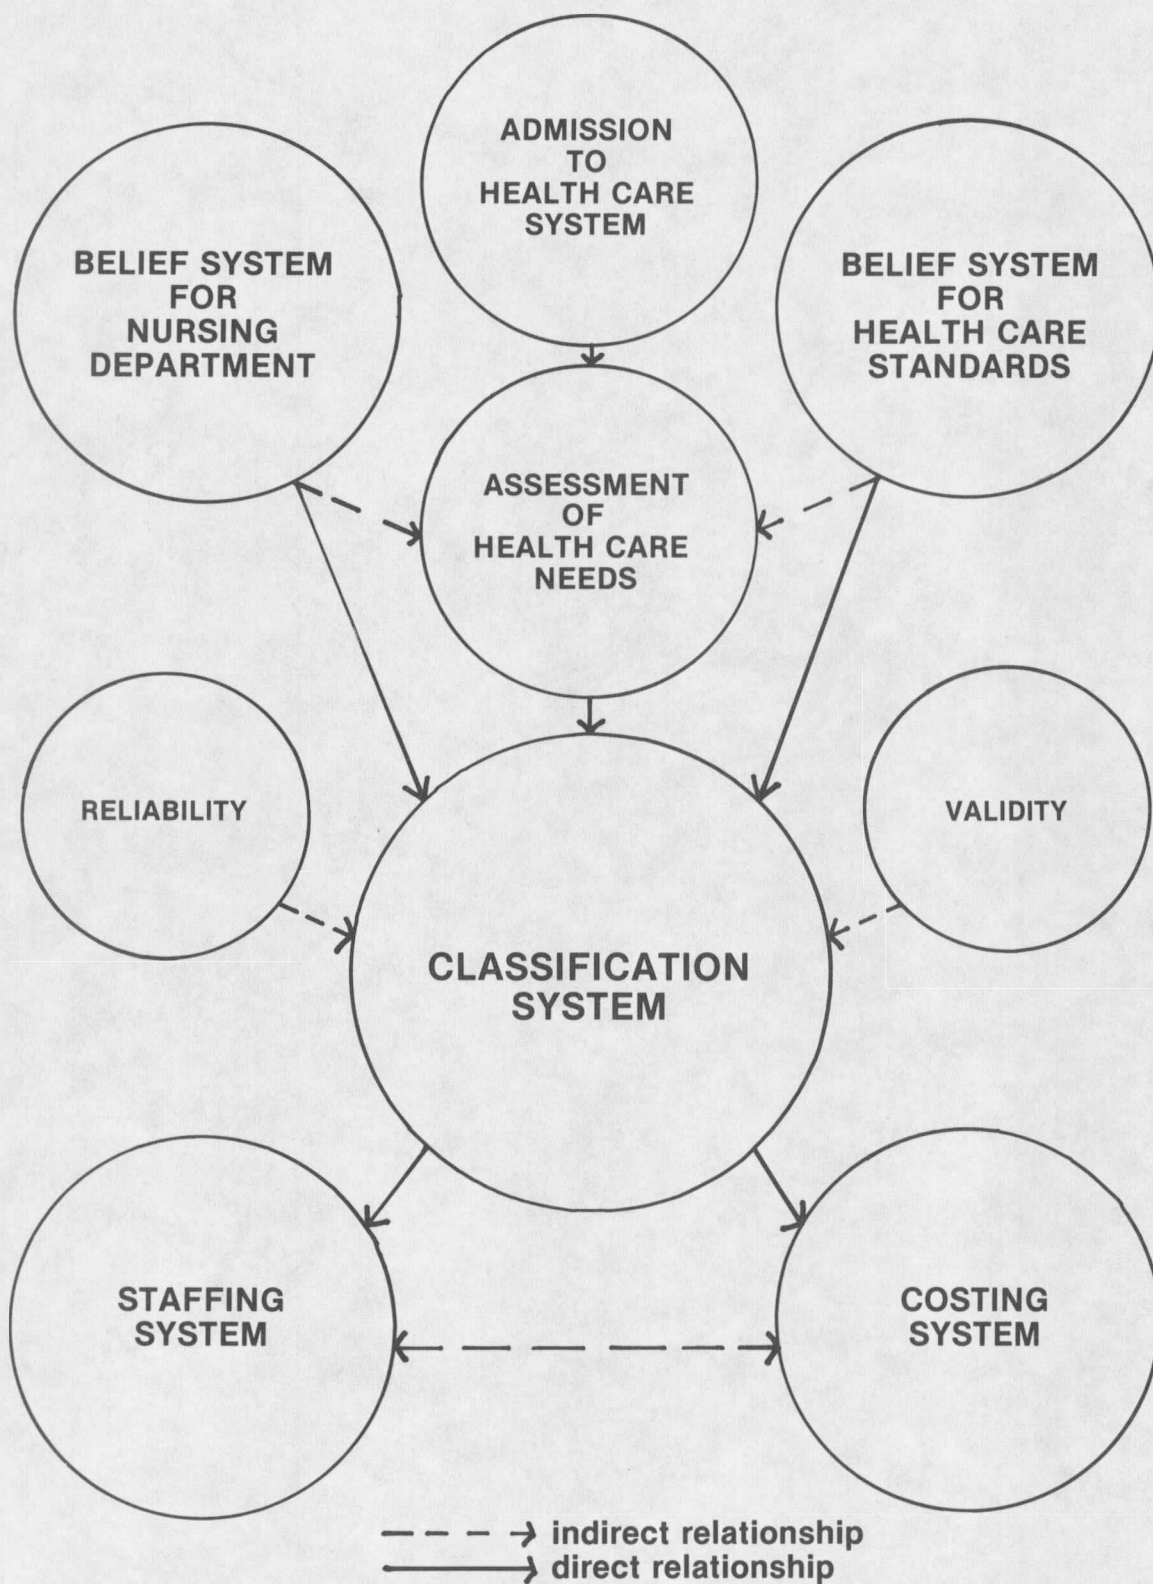 ADMISSION
TO
HEALTH CARE
SYSTEM
BELIEF SYSTEM
FOR
NURSING
DEPARTMENT
BELIEF SYSTEM
FOR
HEALTH CARE
STANDARDS
ASSESSMENT
OF
HEALTH CARE
NEEDS
RELIABILITY
VALIDITY
CLASSIFICATION
SYSTEM
STAFFING
SYSTEM
COSTING
SYSTEM
indirect relationship
direct relationship